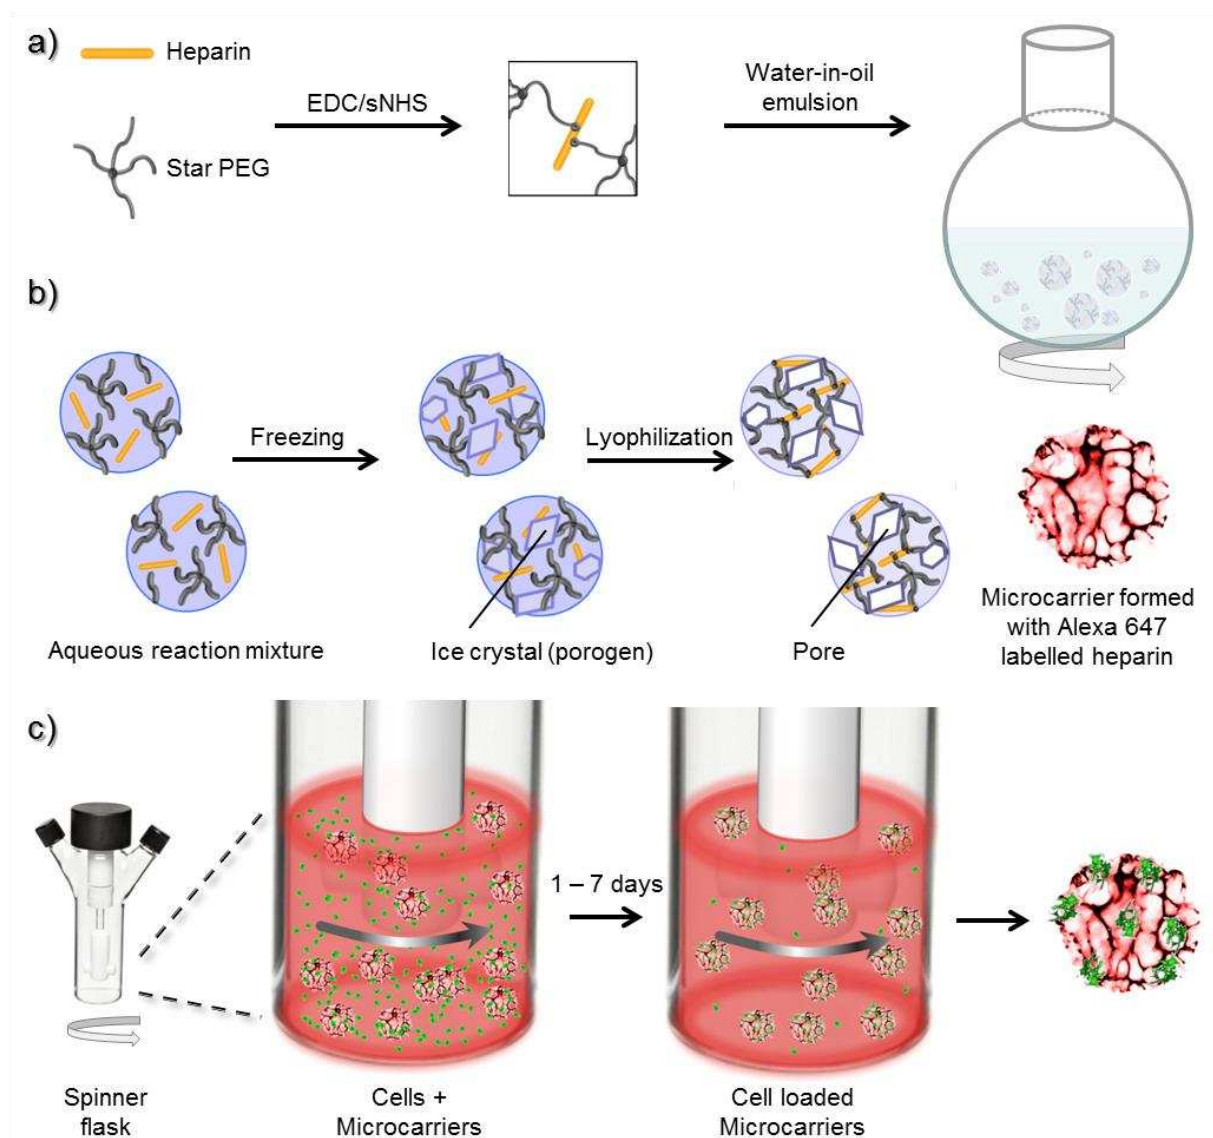 a)
Heparin
Star PEG
EDC/sNHS
Water-in-oil
emulsion
b)
Freezing
Lyophilization
Aqueous reaction mixture
Ice crystal (porogen)
Pore
Microcarrier formed
with Alexa 647
labelled heparin
c)
1 – 7 days
Spinner
flask
Cells +
Microcarriers
Cell loaded
Microcarriers